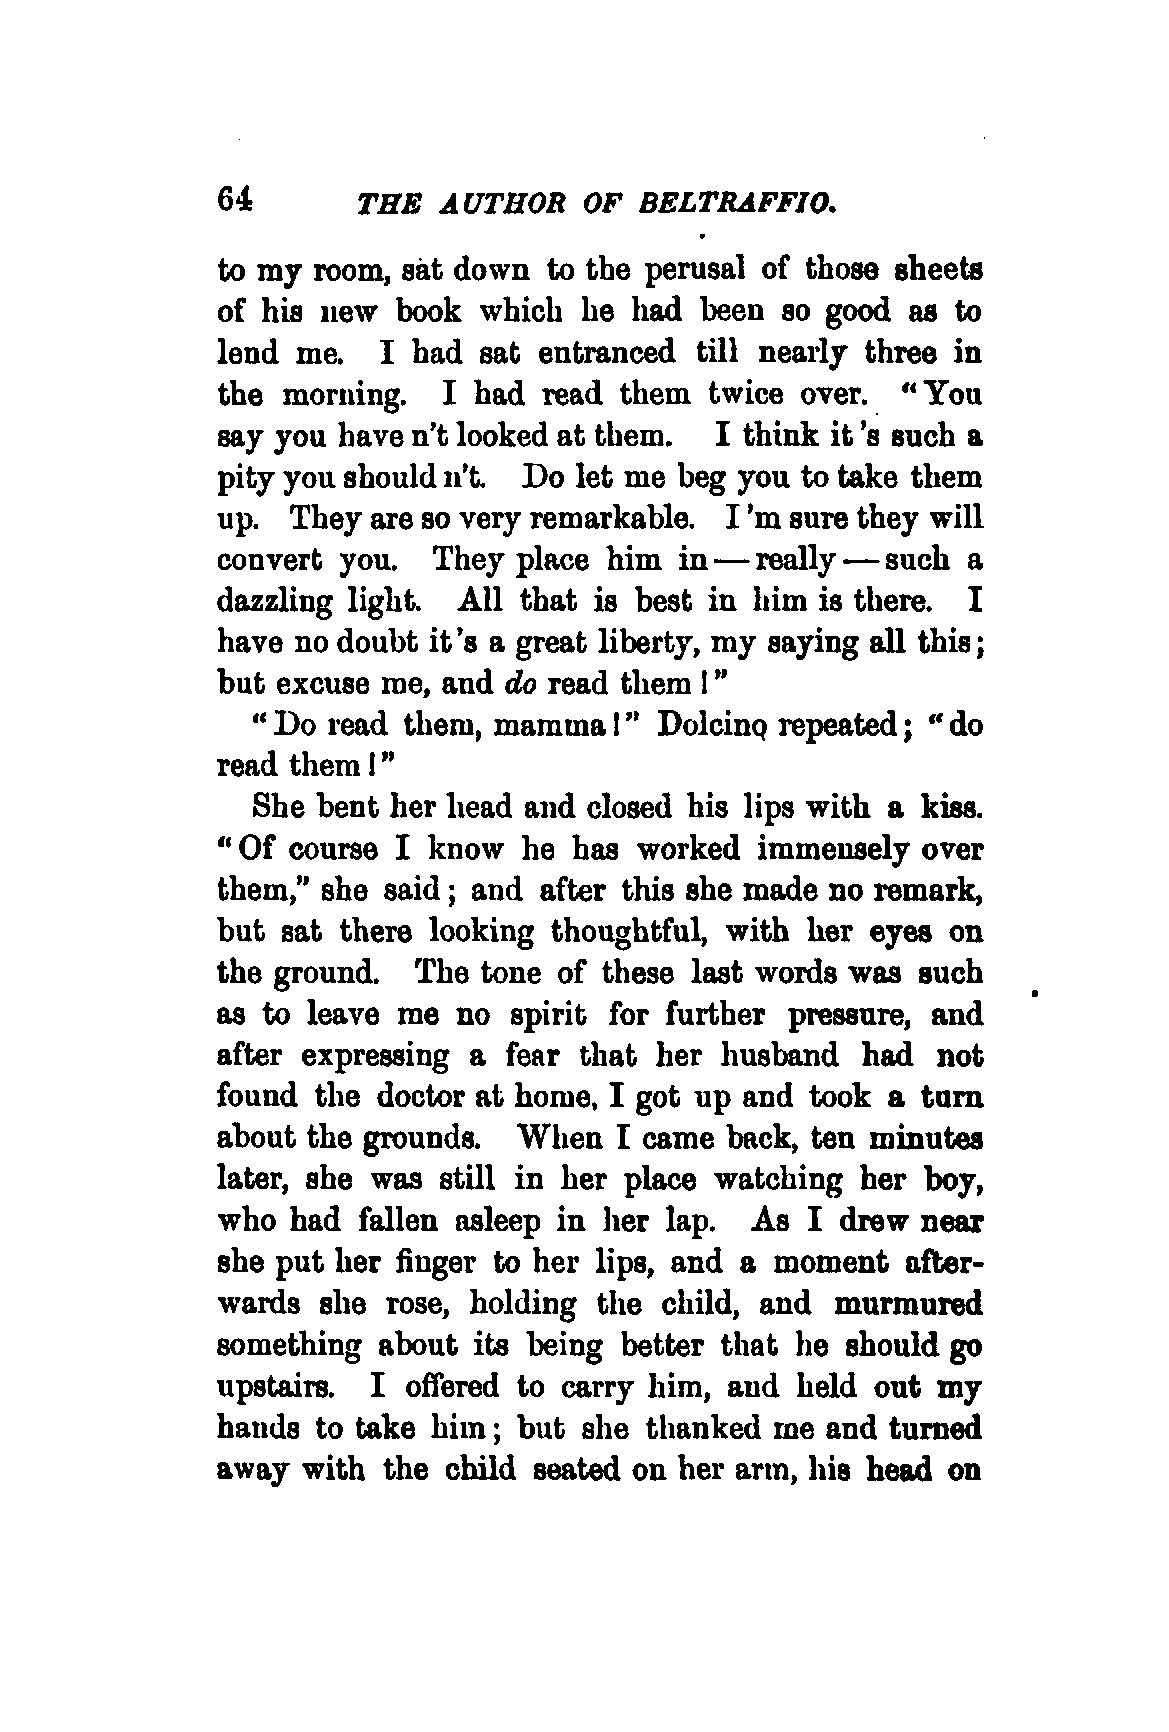 64 THE AUTHOR OF BELTRAFFIO.
to my room, sat down to the perusal of those sheets
of his new book which he had been so good as to
lend me. I had sat entranced till nearly three in
the morning. I had read them twice over. "You
say you have n't looked at them. I think it 's such a
pity you should n't. Do let me beg you to take them
up. They are so very remarkable. I 'm sure they will
convert you. They place him in—really—such a
dazzling light. All that is best in him is there. I
have no doubt it 's a great liberty, my saying all this;
but excuse me, and do read them!"
"Do read them, mamma!" Dolcino repeated; "do
read them!"
She bent her head and closed his lips with a kiss.
"Of course I know he has worked immensely over
them," she said; and after this she made no remark,
but sat there looking thoughtful, with her eyes on
the ground. The tone of these last words was such
as to leave me no spirit for further pressure, and
after expressing a fear that her husband had not
found the doctor at home, I got up and took a turn
about the grounds. When I came back, ten minutes
later, she was still in her place watching her boy,
who had fallen asleep in her lap. As I drew near
she put her finger to her lips, and a moment after-
wards she rose, holding the child, and murmured
something about its being better that he should go
upstairs. I offered to carry him, and held out my
hands to take him; but she thanked me and turned
away with the child seated on her arm, his head on